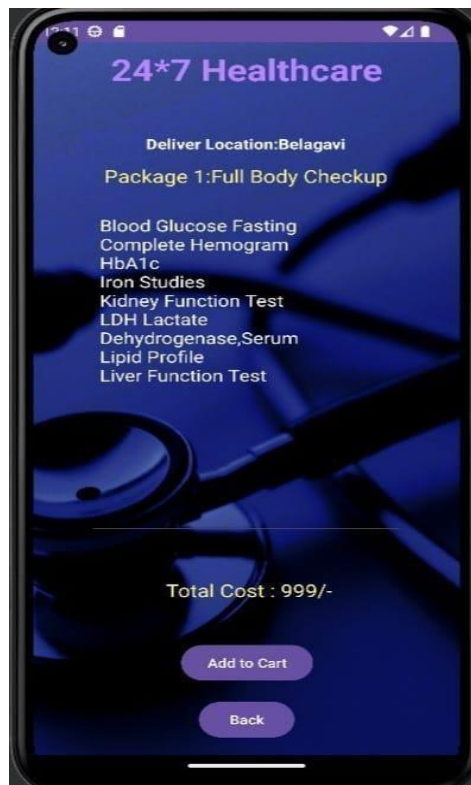 24*7 Healthcare
Deliver Location:Belagavi
Package 1:Full Body Checkup
Blood Glucose Fasting
Complete Hemogram
HbA1c
Iron Studies
Kidney Function Test
LDH Lactate
Dehydrogenase,Serum
Lipid Profile
Liver Function Test
Total Cost : 999/-
Add to Cart
Back